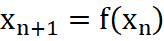 xₙ₊₁ = f(xₙ)